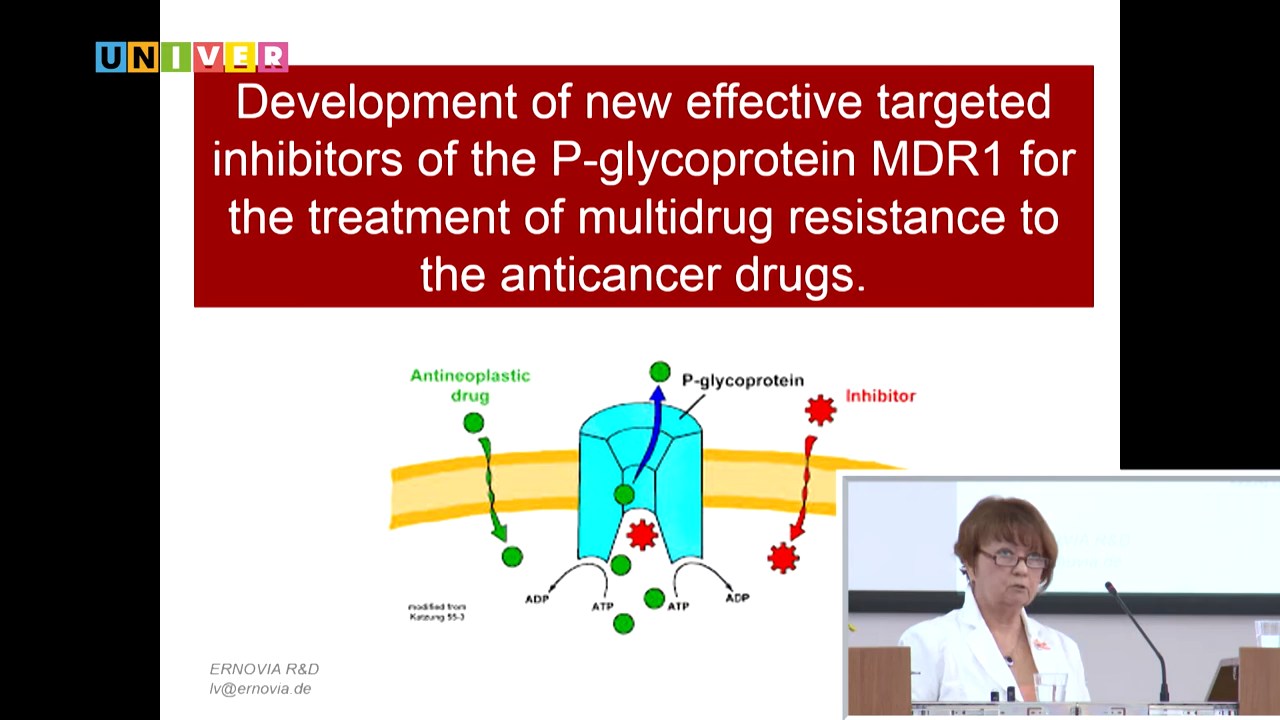 UNIVER
Development of new effective targeted
inhibitors of the P-glycoprotein MDR1 for
the treatment of multidrug resistance to
the anticancer drugs.
Antineoplastic
drug
P-glycoprotein
Inhibitor
ADP
ATP
ATP
ADP
modified from
Katzung 55-3
ERNOVIA R&D
lv@ernovia.de